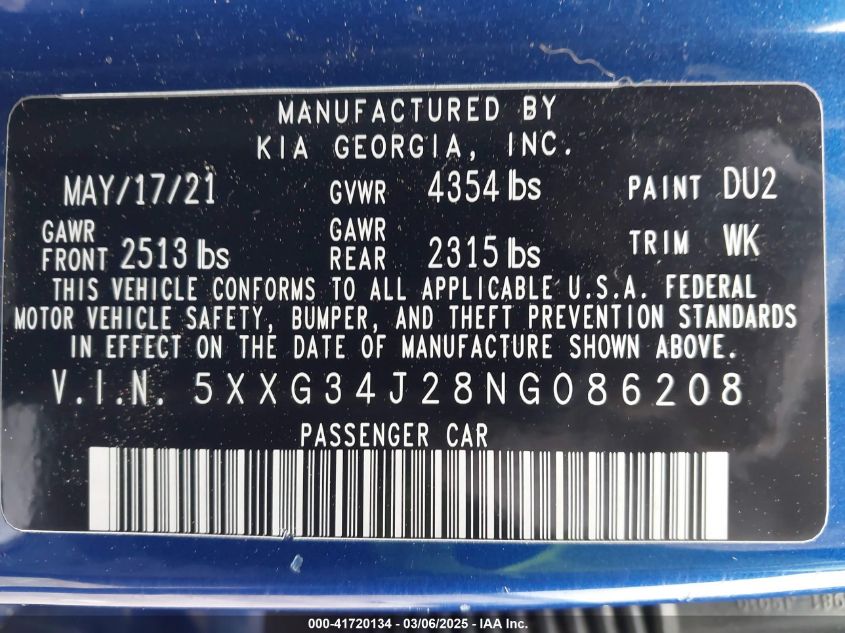 MANUFACTURED BY
KIA GEORGIA, INC.
MAY/17/21 GVWR 4354 lbs PAINT DU2
GAWR FRONT 2513 lbs GAWR REAR 2315 lbs TRIM WK
THIS VEHICLE CONFORMS TO ALL APPLICABLE U.S.A. FEDERAL
MOTOR VEHICLE SAFETY, BUMPER, AND THEFT PREVENTION STANDARDS
IN EFFECT ON THE DATE OF MANUFACTURE SHOWN ABOVE.
V.I.N. 5XXG34J28NG086208
PASSENGER CAR
000-41720134 — 03/06/2025 — IAA Inc.